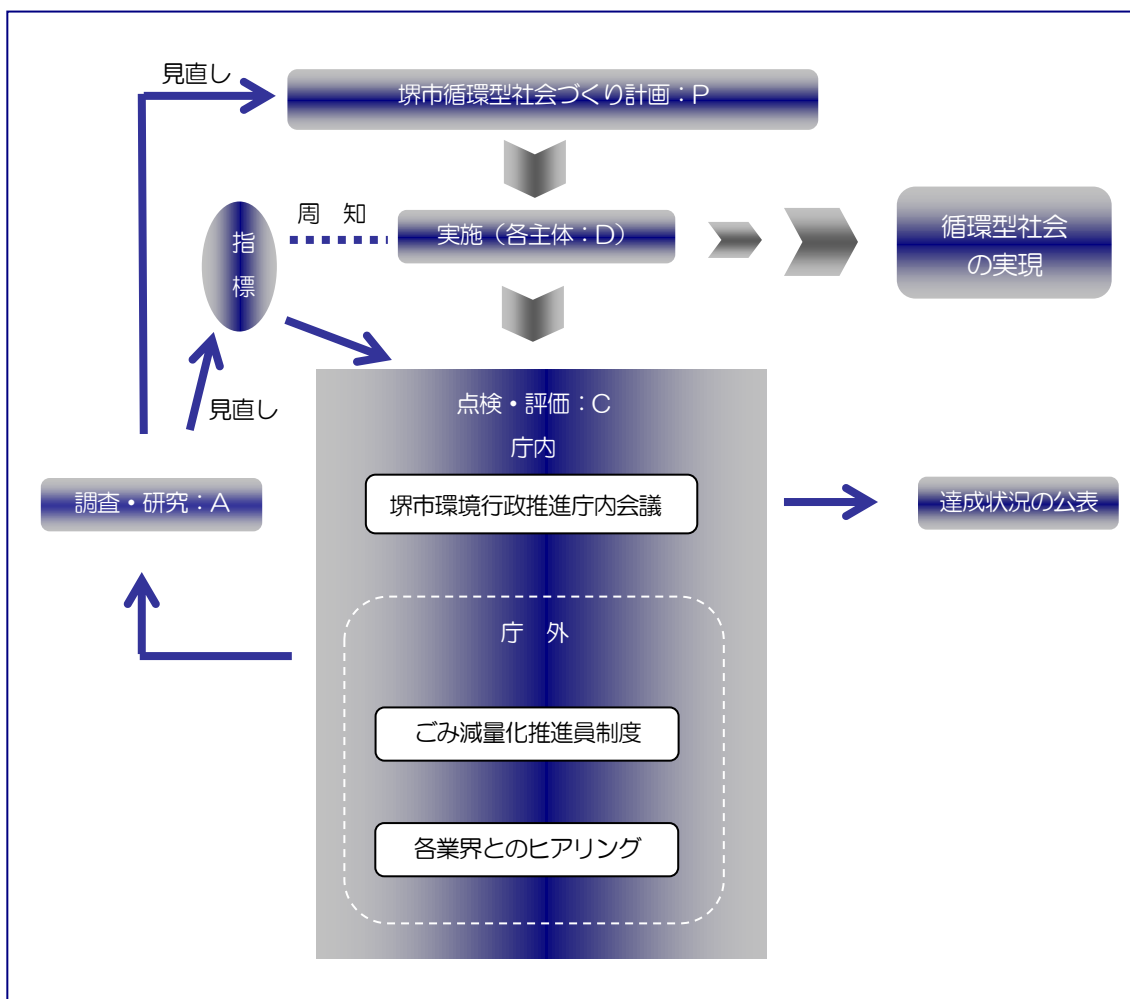 見直し
堺市循環型社会づくり計画：P
周　知
指
標
実施（各主体：D）
循環型社会
の実現
見直し
点検・評価：C
庁内
調査・研究：A
堺市環境行政推進庁内会議
達成状況の公表
庁　外
ごみ減量化推進員制度
各業界とのヒアリング